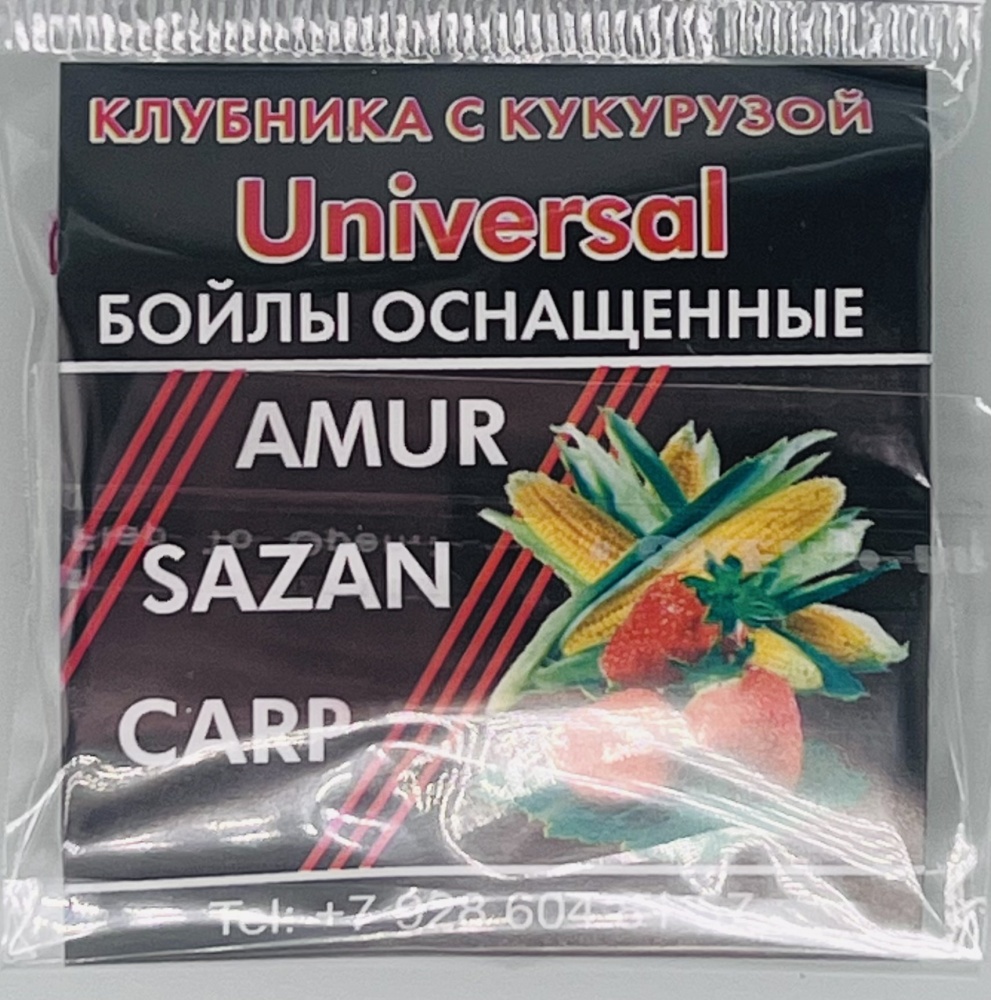 КЛУБНИКА С КУКУРУЗОЙ
Universal
БОЙЛЫ ОСНАЩЕННЫЕ
AMUR
SAZAN
CARP
Tel: +7 928 604